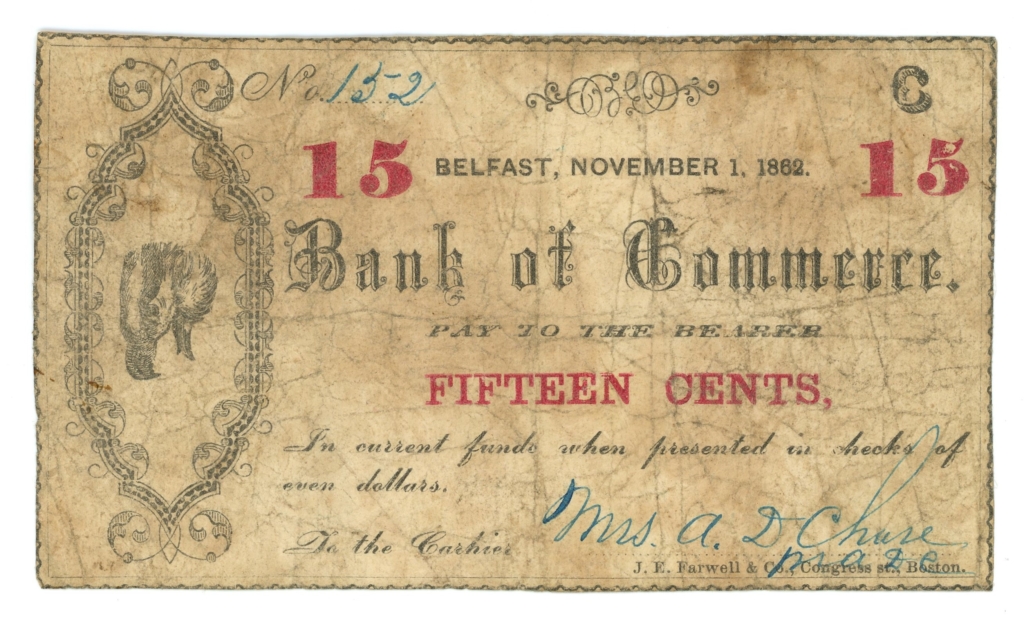 No. 152
C
15 BELFAST, NOVEMBER 1, 1862. 15
Bank of Commerce.
PAY TO THE BEARER
FIFTEEN CENTS,
In current funds when presented in checks of
even dollars.
To the Cashier
Mrs. A. D Chase
J. E. Farwell & Co., Congress st., Boston.